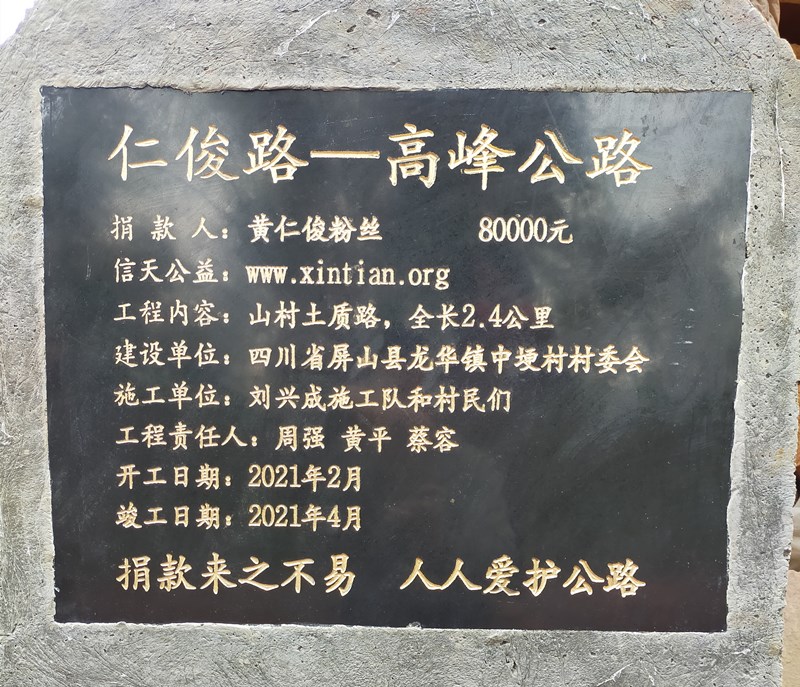 仁俊路—高峰公路
捐款人：黄仁俊粉丝 80000元
信天公益：www.xintian.org
工程内容：山村土质路，全长2.4公里
建设单位：四川省屏山县龙华镇中埂村村委会
施工单位：刘兴成施工队和村民们
工程责任人：周强 黄平 蔡容
开工日期：2021年2月
竣工日期：2021年4月
捐款来之不易 人人爱护公路